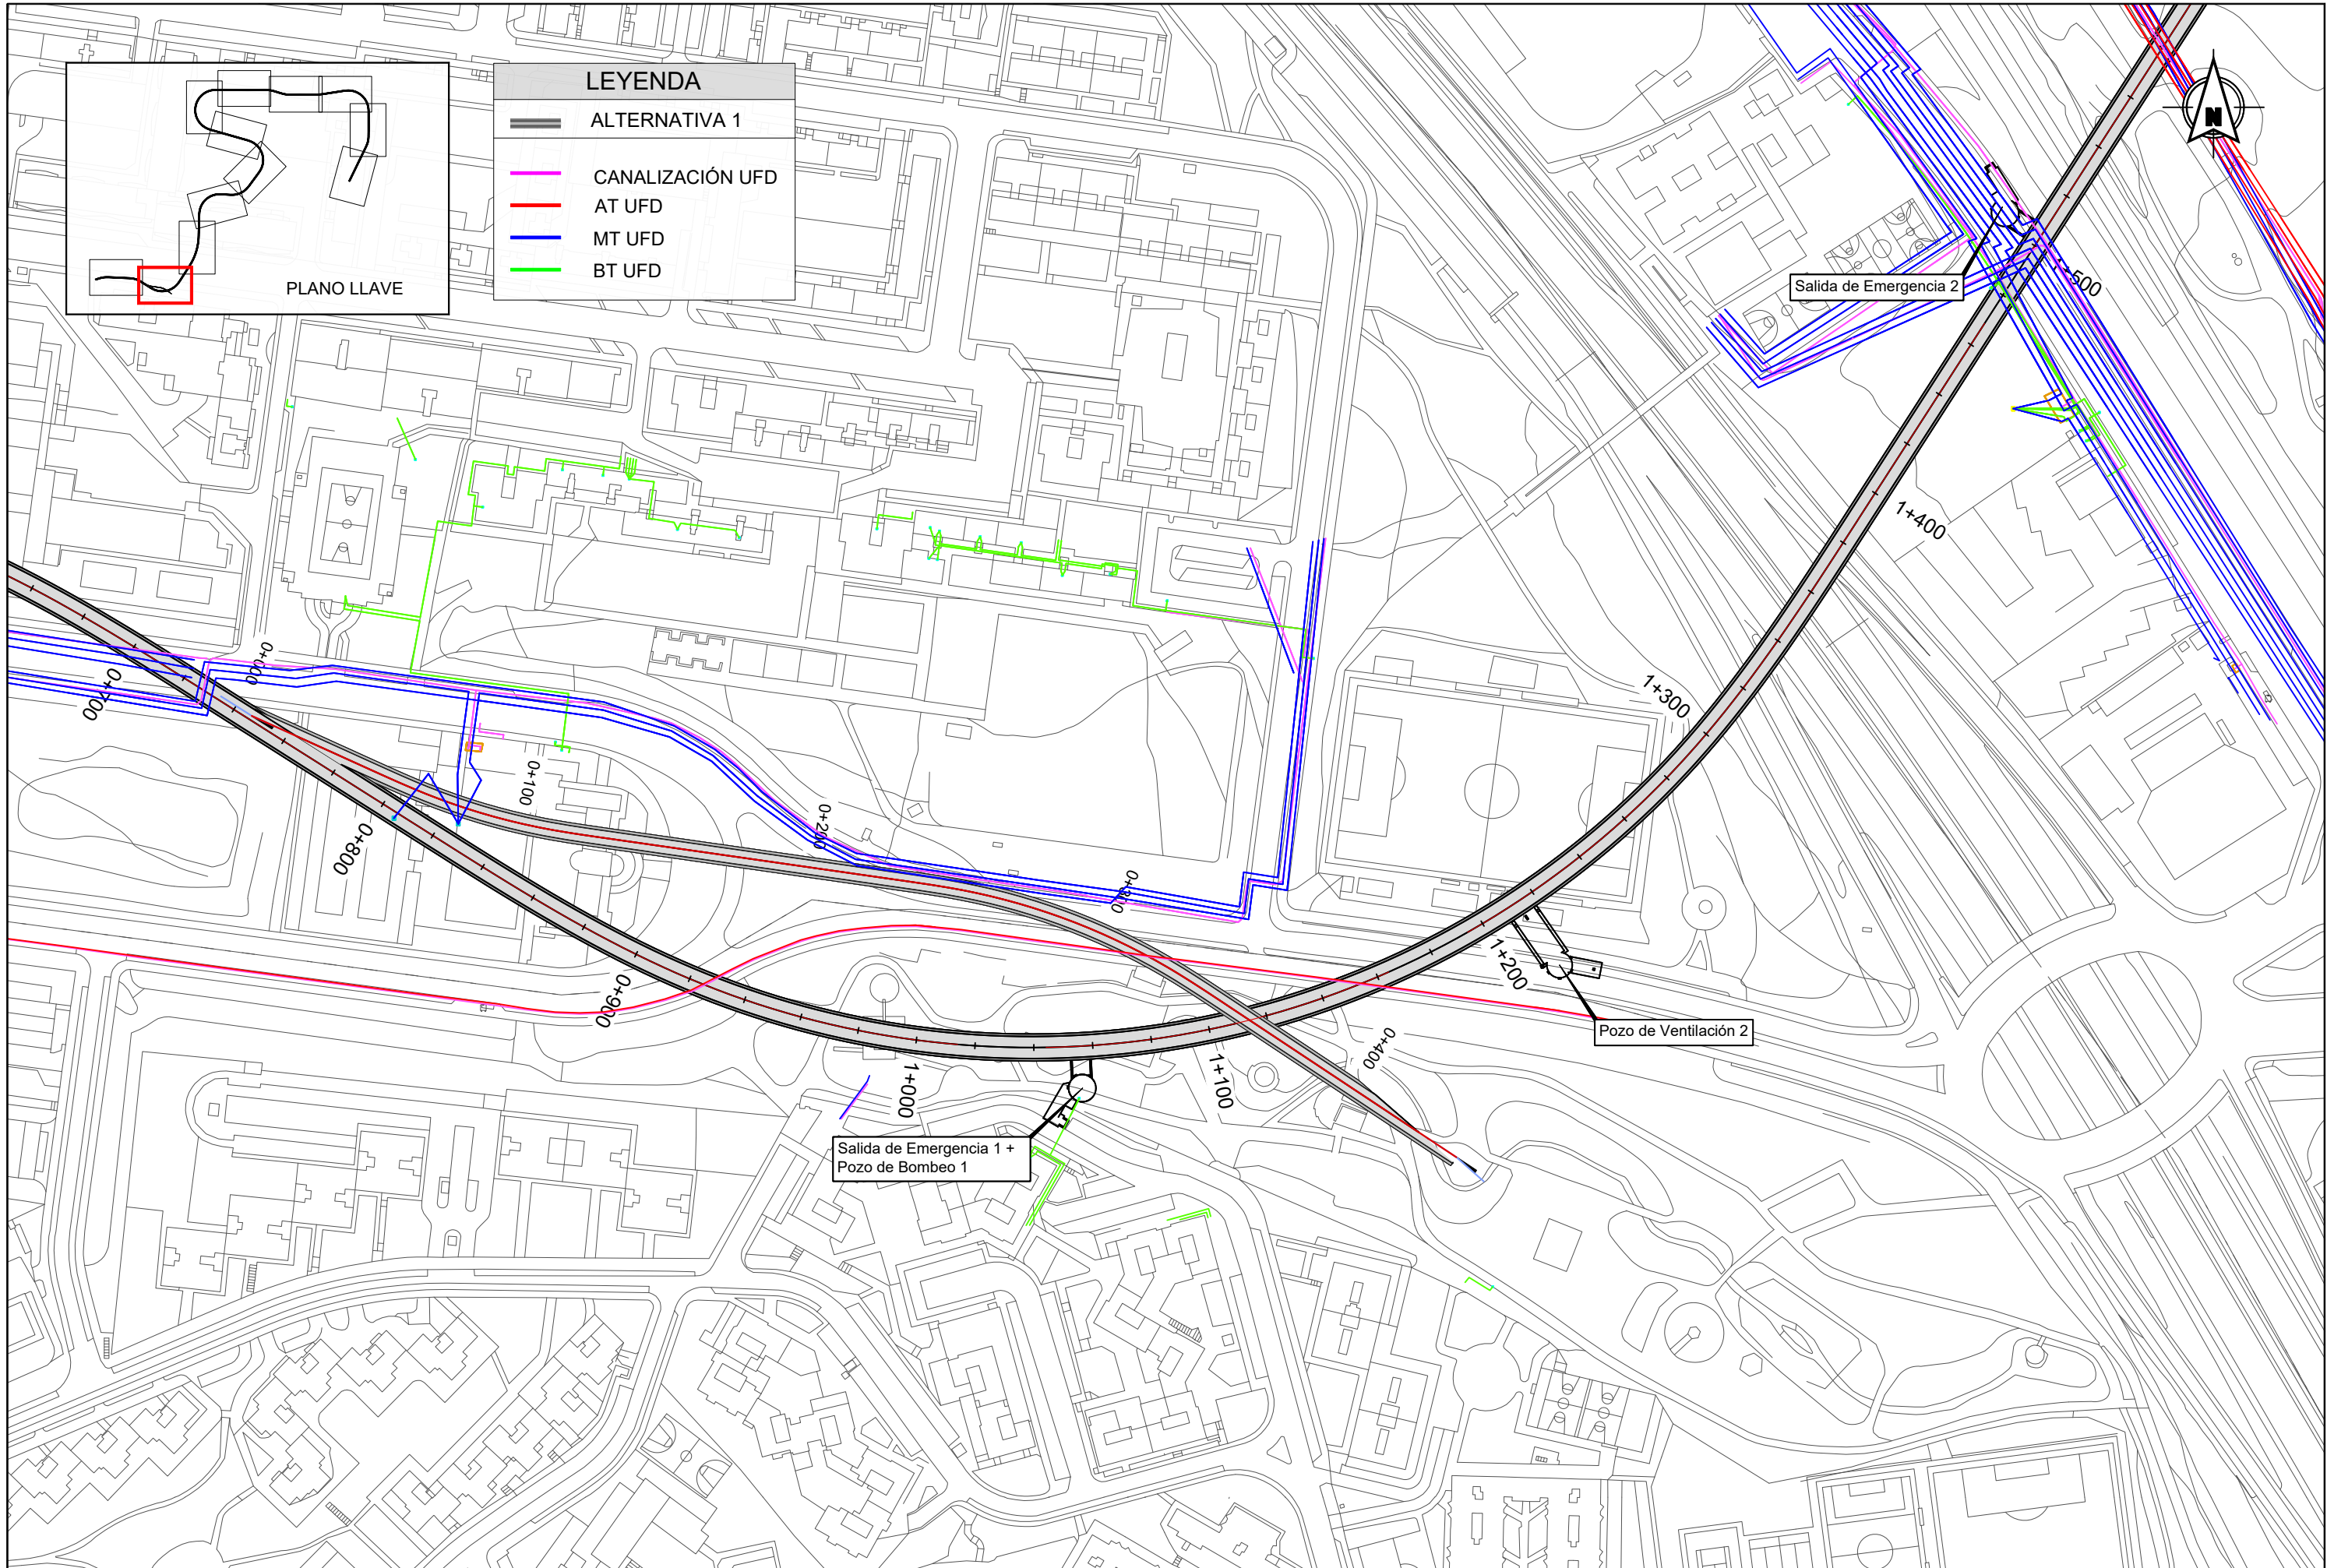 LEYENDA
ALTERNATIVA 1
CANALIZACIÓN UFD
AT UFD
MT UFD
BT UFD
PLANO LLAVE
N
Salida de Emergencia 2
1+500
1+400
1+300
1+200
Pozo de Ventilación 2
1+100
1+000
Salida de Emergencia 1 +
Pozo de Bombeo 1
0+900
0+800
0+700
0+000
0+100
0+200
0+300
0+400